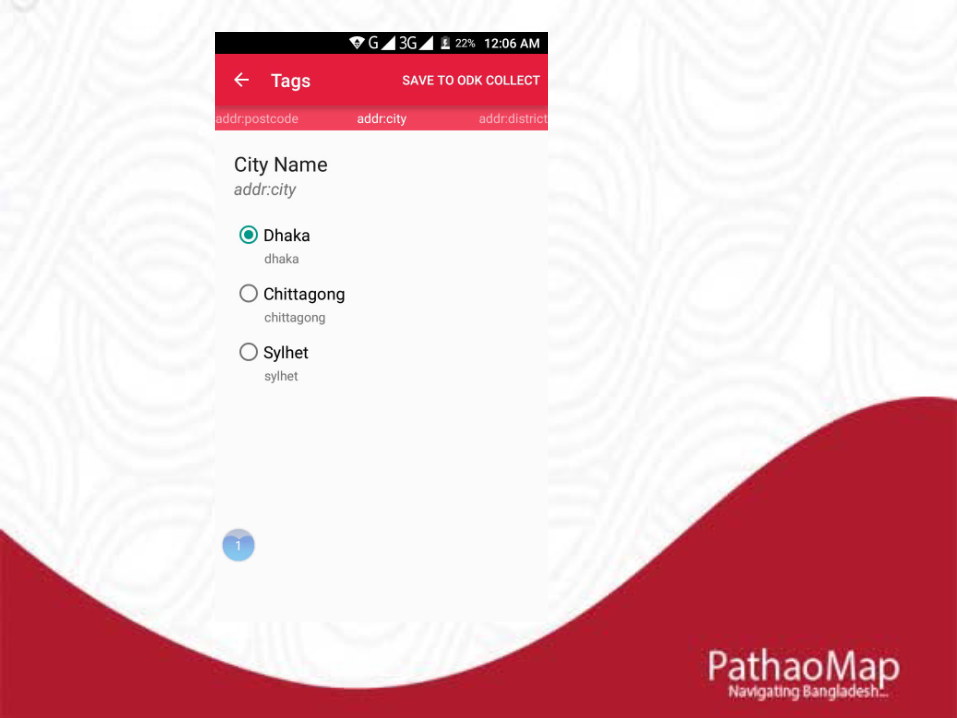 G 3G 22% 12:06 AM
Tags SAVE TO ODK COLLECT
addr:postcode addr:city addr:district
City Name
addr:city
Dhaka
dhaka
Chittagong
chittagong
Sylhet
sylhet
1
PathaoMap
Navigating Bangladesh...